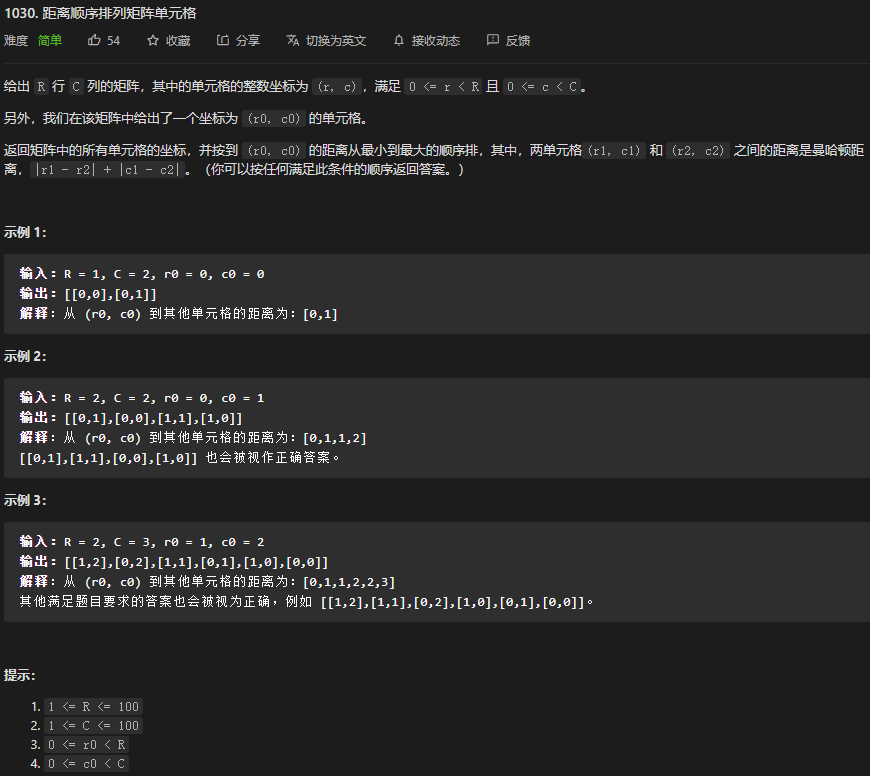 1030. 距离顺序排列矩阵单元格
难度 简单 54 收藏 分享 切换为英文 接收动态 反馈
给出 R 行 C 列的矩阵，其中的单元格的整数坐标为 (r, c)，满足 0 <= r < R 且 0 <= c < C。
另外，我们在该矩阵中给出了一个坐标为 (r0, c0) 的单元格。
返回矩阵中的所有单元格的坐标，并按到 (r0, c0) 的距离从最小到最大的顺序排，其中，两单元格(r1, c1) 和 (r2, c2) 之间的距离是曼哈顿距
离，|r1 - r2| + |c1 - c2|。（你可以按任何满足此条件的顺序返回答案。）
示例 1：
输入：R = 1, C = 2, r0 = 0, c0 = 0
输出：[[0,0],[0,1]]
解释：从 (r0, c0) 到其他单元格的距离为：[0,1]
示例 2：
输入：R = 2, C = 2, r0 = 0, c0 = 1
输出：[[0,1],[0,0],[1,1],[1,0]]
解释：从 (r0, c0) 到其他单元格的距离为：[0,1,1,2]
[[0,1],[1,1],[0,0],[1,0]] 也会被视作正确答案。
示例 3：
输入：R = 2, C = 3, r0 = 1, c0 = 2
输出：[[1,2],[0,2],[1,1],[0,1],[1,0],[0,0]]
解释：从 (r0, c0) 到其他单元格的距离为：[0,1,1,2,2,3]
其他满足题目要求的答案也会被视为正确，例如 [[1,2],[1,1],[0,2],[1,0],[0,1],[0,0]]。
提示：
1. 1 <= R <= 100
2. 1 <= C <= 100
3. 0 <= r0 < R
4. 0 <= c0 < C